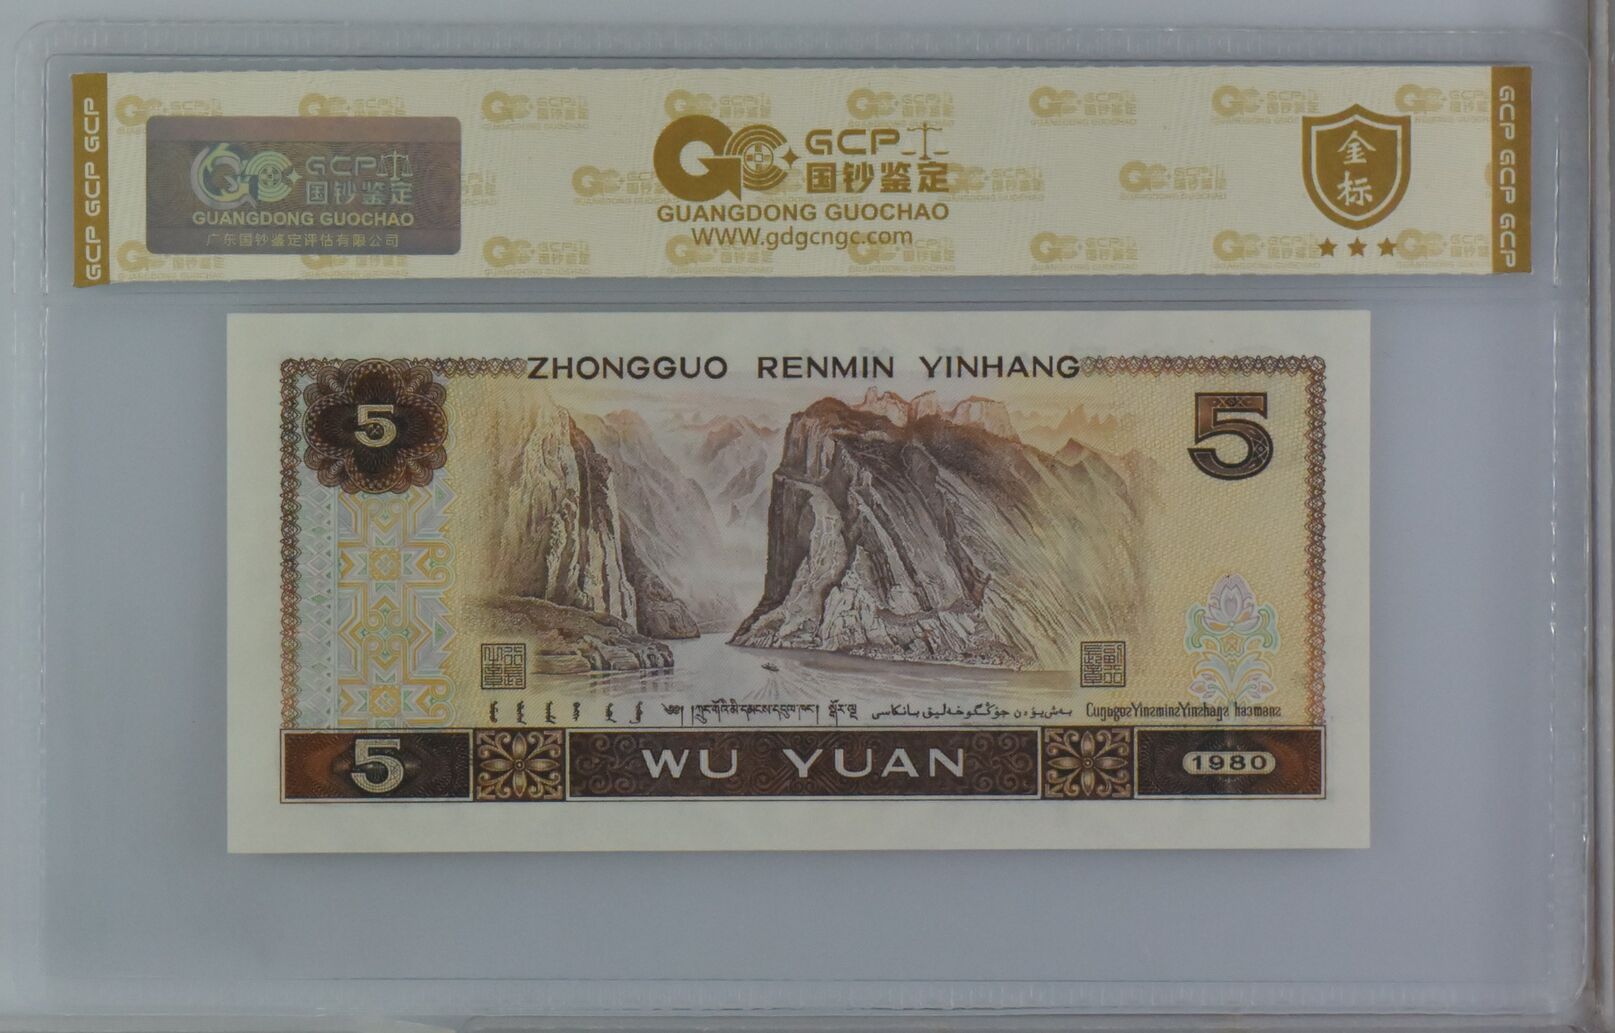 GCP GCP GCP
GCP
国钞鉴定
GUANGDONG GUOCHAO
广东国钞鉴定评估有限公司
GCP
国钞鉴定
GUANGDONG GUOCHAO
WWW.gdgcngc.com
金标
GCP GCP GCP
ZHONGGUO RENMIN YINHANG
5
5
5
WU YUAN
1980